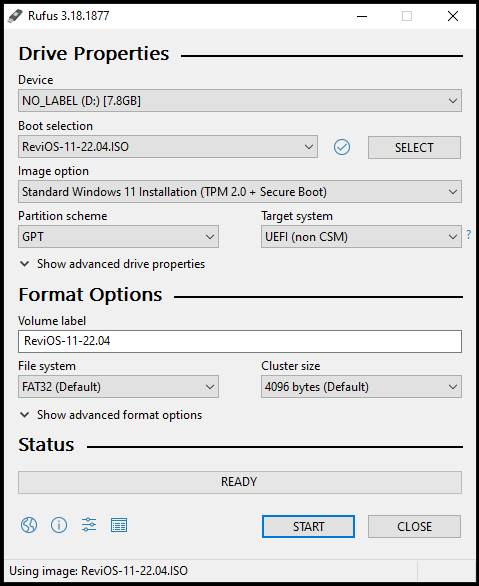 Rufus 3.18.1877
Drive Properties
Device
NO_LABEL (D:) [7.8GB]
Boot selection
ReviOS-11-22.04.ISO
SELECT
Image option
Standard Windows 11 Installation (TPM 2.0 + Secure Boot)
Partition scheme
Target system
GPT
UEFI (non CSM)
?
Show advanced drive properties
Format Options
Volume label
ReviOS-11-22.04
File system
Cluster size
FAT32 (Default)
4096 bytes (Default)
Show advanced format options
Status
READY
START
CLOSE
Using image: ReviOS-11-22.04.ISO